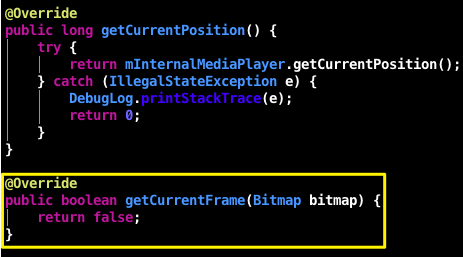 @Override
public long getCurrentPosition() {
    try {
        return mInternalMediaPlayer.getCurrentPosition();
    } catch (IllegalStateException e) {
        DebugLog.printStackTrace(e);
        return 0;
    }
}
@Override
public boolean getCurrentFrame(Bitmap bitmap) {
    return false;
}